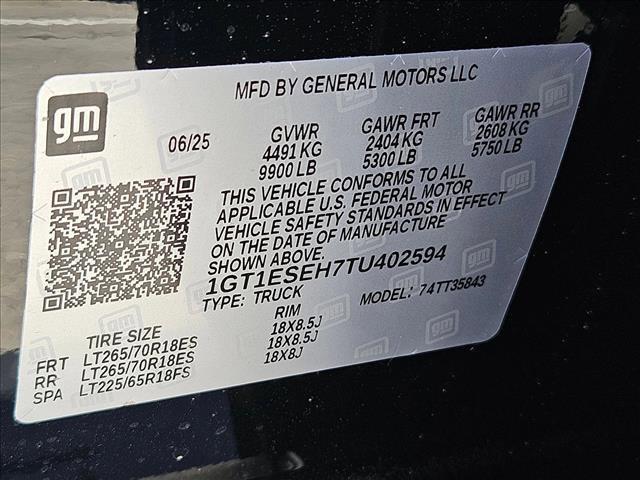 MFD BY GENERAL MOTORS LLC
gm
06/25 GVWR GAWR FRT GAWR RR
4491 KG 2404 KG 2608 KG
9900 LB 5300 LB 5750 LB
THIS VEHICLE CONFORMS TO ALL
APPLICABLE U.S. FEDERAL MOTOR
VEHICLE SAFETY STANDARDS IN EFFECT
ON THE DATE OF MANUFACTURE
SHOWN ABOVE.
1GT1ESEH7TU402594
TYPE: TRUCK MODEL: 74TT35843
TIRE SIZE RIM
FRT LT265/70R18ES 18X8.5J
RR LT265/70R18ES 18X8.5J
SPA LT225/65R18FS 18X8J